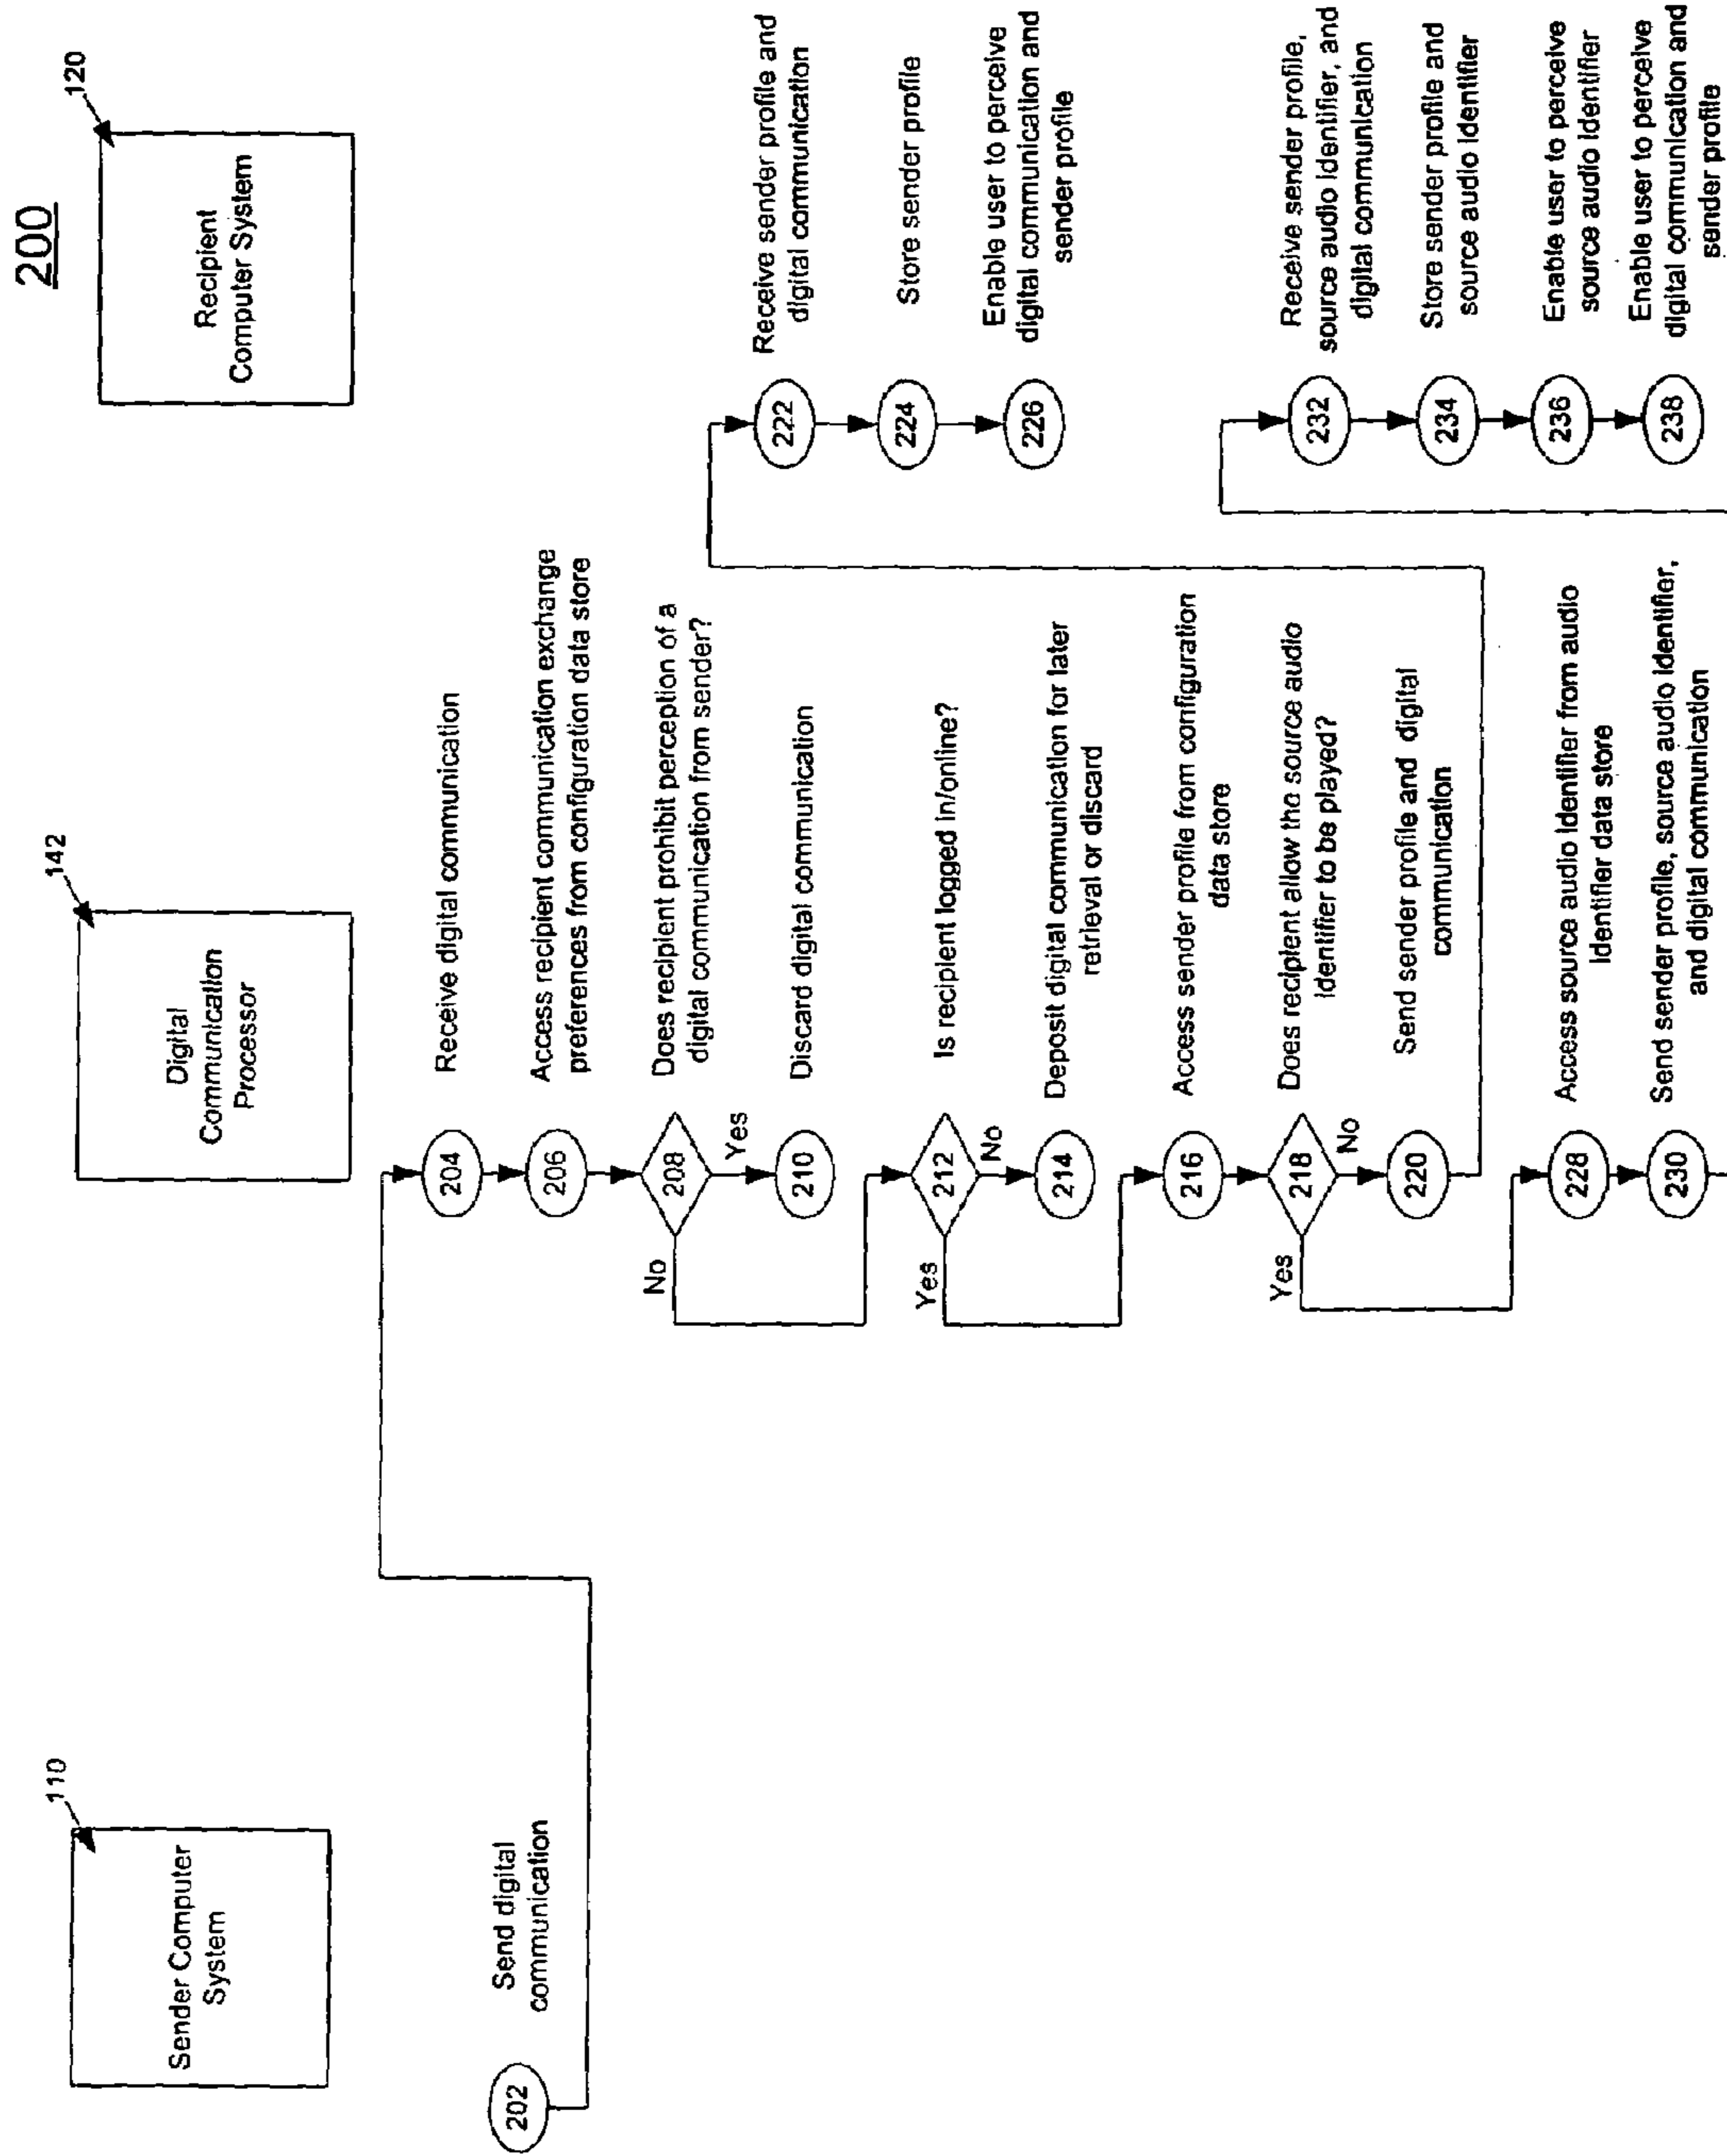 200
110
Sender Computer
System
142
Digital
Communication
Processor
120
Recipient
Computer System
202
Send digital
communication
204
Receive digital communication
206
Access recipient communication exchange
preferences from configuration data store
208
Does recipient prohibit perception of a
digital communication from sender?
Yes
No
210
Discard digital communication
212
Is recipient logged in/online?
No
Yes
214
Deposit digital communication for later
retrieval or discard
216
Access sender profile from configuration
data store
218
Does recipient allow the source audio
identifier to be played?
No
Yes
220
Send sender profile and digital
communication
222
Receive sender profile and
digital communication
224
Store sender profile
226
Enable user to perceive
digital communication and
sender profile
228
Access source audio identifier from audio
identifier data store
230
Send sender profile, source audio identifier,
and digital communication
232
Receive sender profile,
source audio identifier, and
digital communication
234
Store sender profile and
source audio identifier
236
Enable user to perceive
source audio identifier
238
Enable user to perceive
digital communication and
sender profile